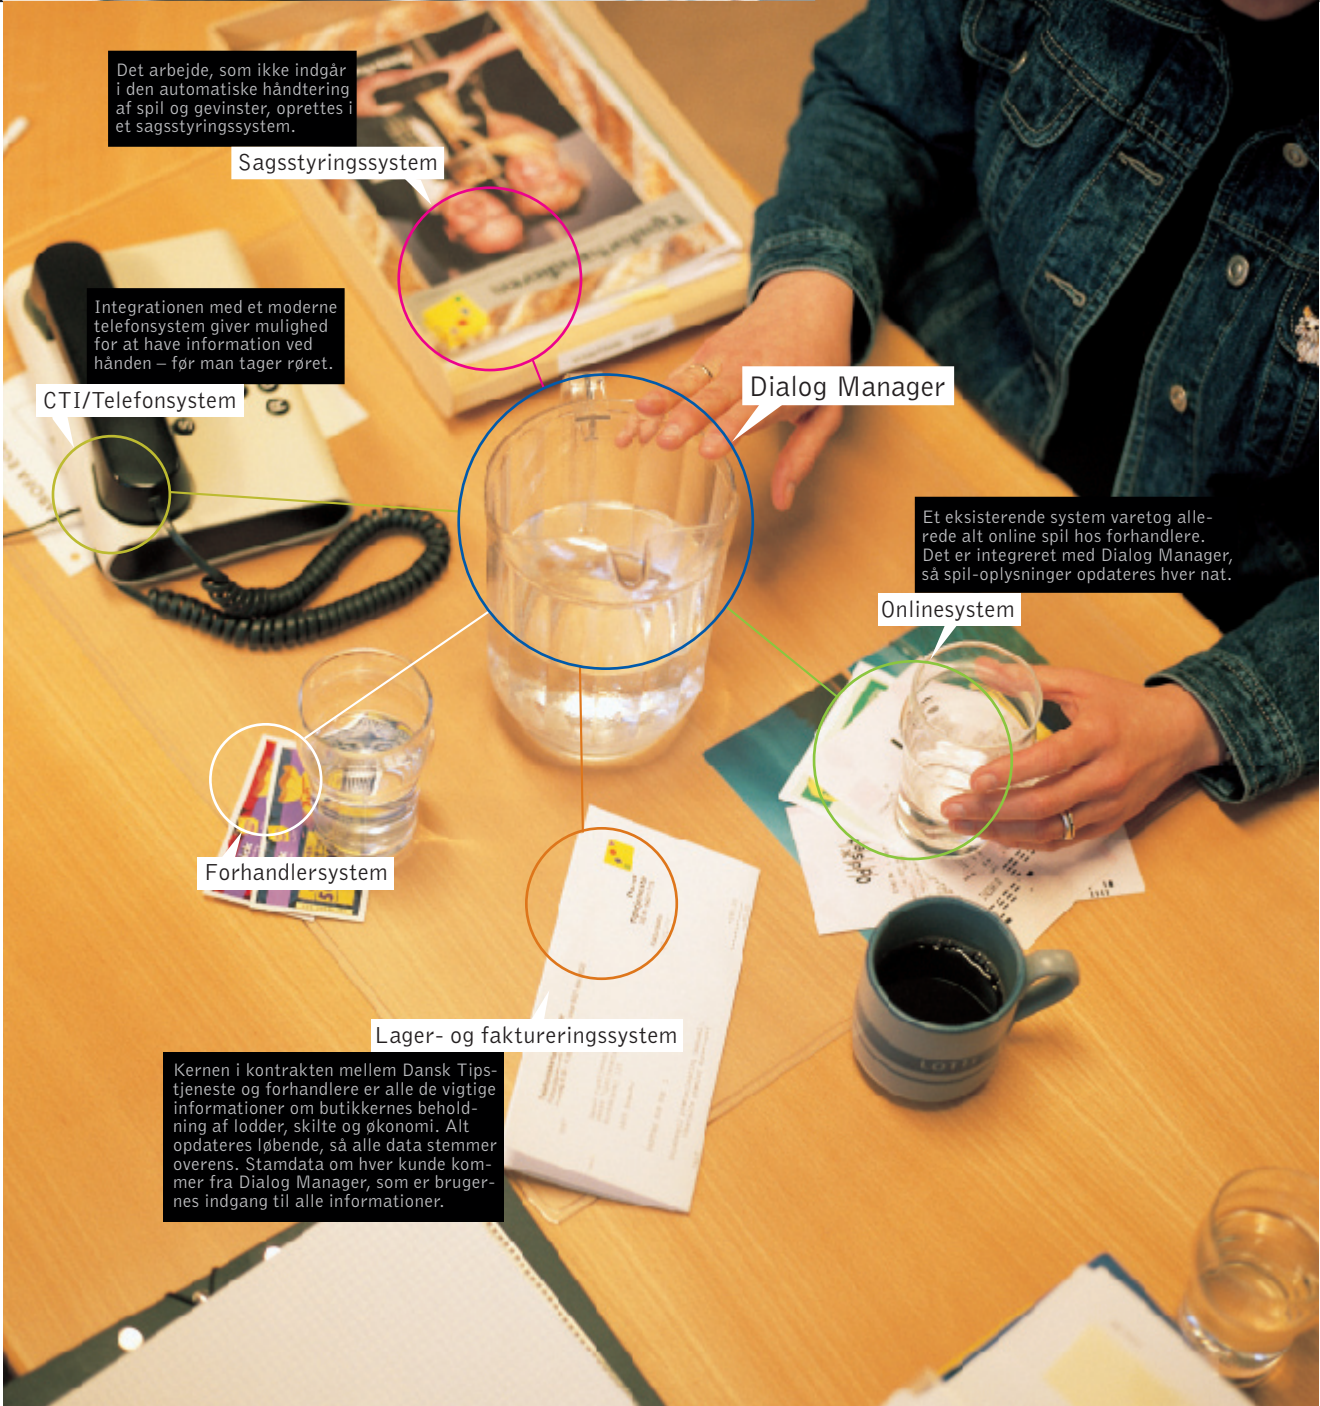 Det arbejde, som ikke indgår
i den automatiske håndtering
af spil og gevinster, oprettes i
et sagsstyringssystem.
Sagsstyringssystem
Integrationen med et moderne
telefonsystem giver mulighed
for at have information ved
hånden – før man tager røret.
CTI/Telefonsystem
Dialog Manager
Et eksisterende system varetog alle-
rede alt online spil hos forhandlere.
Det er integreret med Dialog Manager,
så spil-oplysninger opdateres hver nat.
Onlinesystem
Forhandlersystem
Lager- og faktureringssystem
Kernen i kontrakten mellem Dansk Tips-
tjeneste og forhandlere er alle de vigtige
informationer om butikkernes behold-
ning af lodder, skilte og økonomi. Alt
opdateres løbende, så alle data stemmer
overens. Stamdata om hver kunde kom-
mer fra Dialog Manager, som er bruger-
nes indgang til alle informationer.